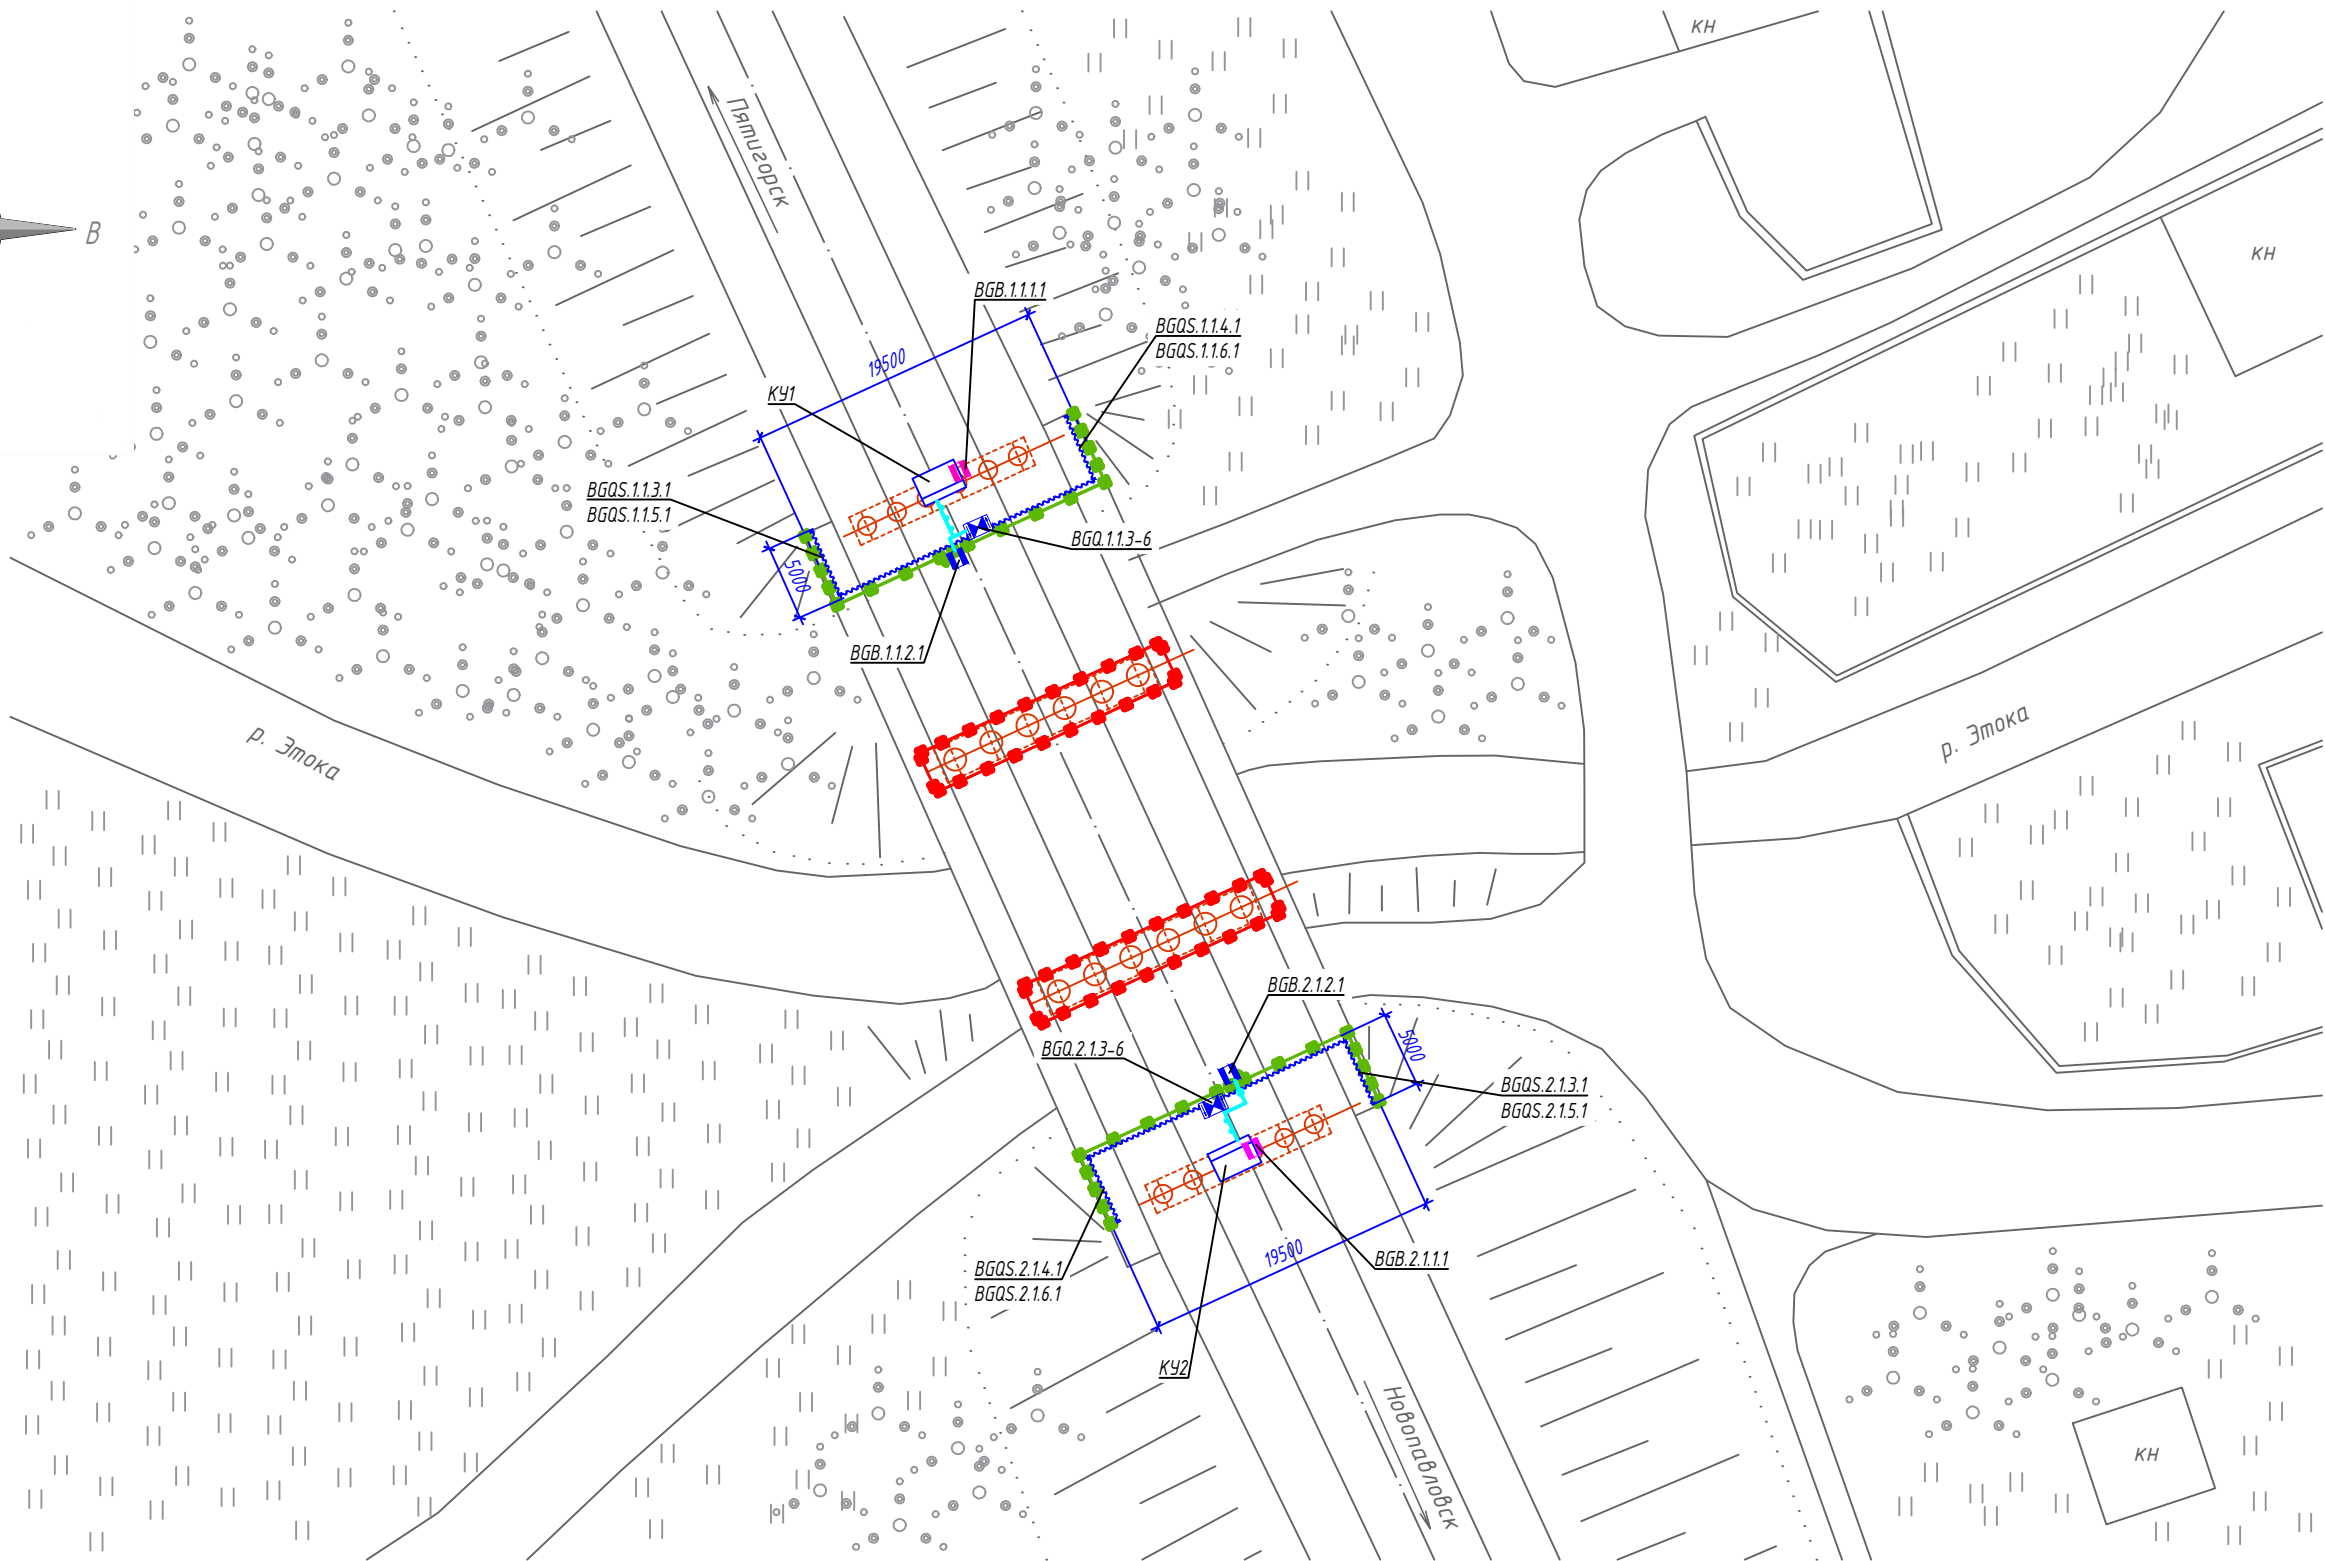 кн
Пятигорск
В
кн
BGB.1.1.1.1
BGQS.1.1.4.1
BGQS.1.1.6.1
19500
КУ1
BGQS.1.1.3.1
BGQS.1.1.5.1
BGQ.1.1.3-6
5000
BGB.1.1.2.1
р. Этока
р. Этока
BGB.2.1.2.1
BGQ.2.1.3-6
5000
BGQS.2.1.3.1
BGQS.2.1.5.1
19500
BGB.2.1.1.1
BGQS.2.1.4.1
BGQS.2.1.6.1
КУ2
Новопавловск
кн